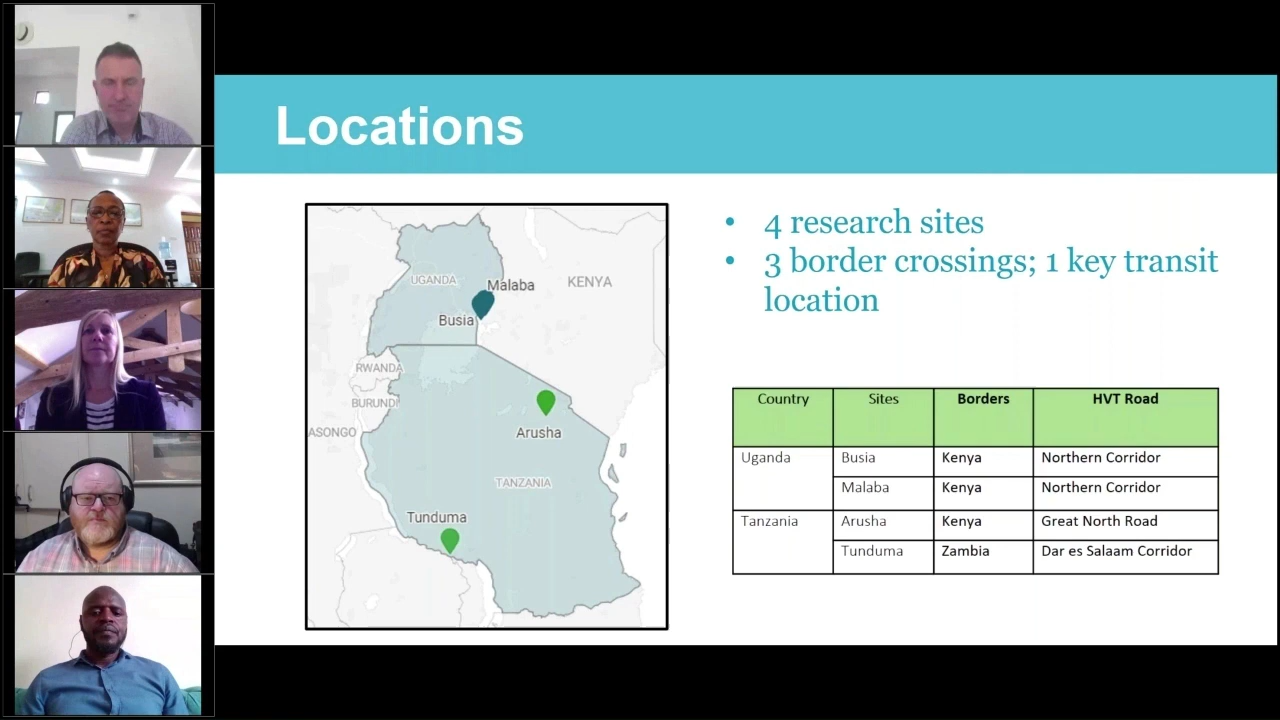 Locations
4 research sites
3 border crossings; 1 key transit
location
UGANDA
Malaba
KENYA
Busia
RWANDA
BURUNDI
ASONGO
Arusha
TANZANIA
Tunduma
Country Sites Borders HVT Road
Uganda Busia Kenya Northern Corridor
Malaba Kenya Northern Corridor
Tanzania Arusha Kenya Great North Road
Tunduma Zambia Dar es Salaam Corridor